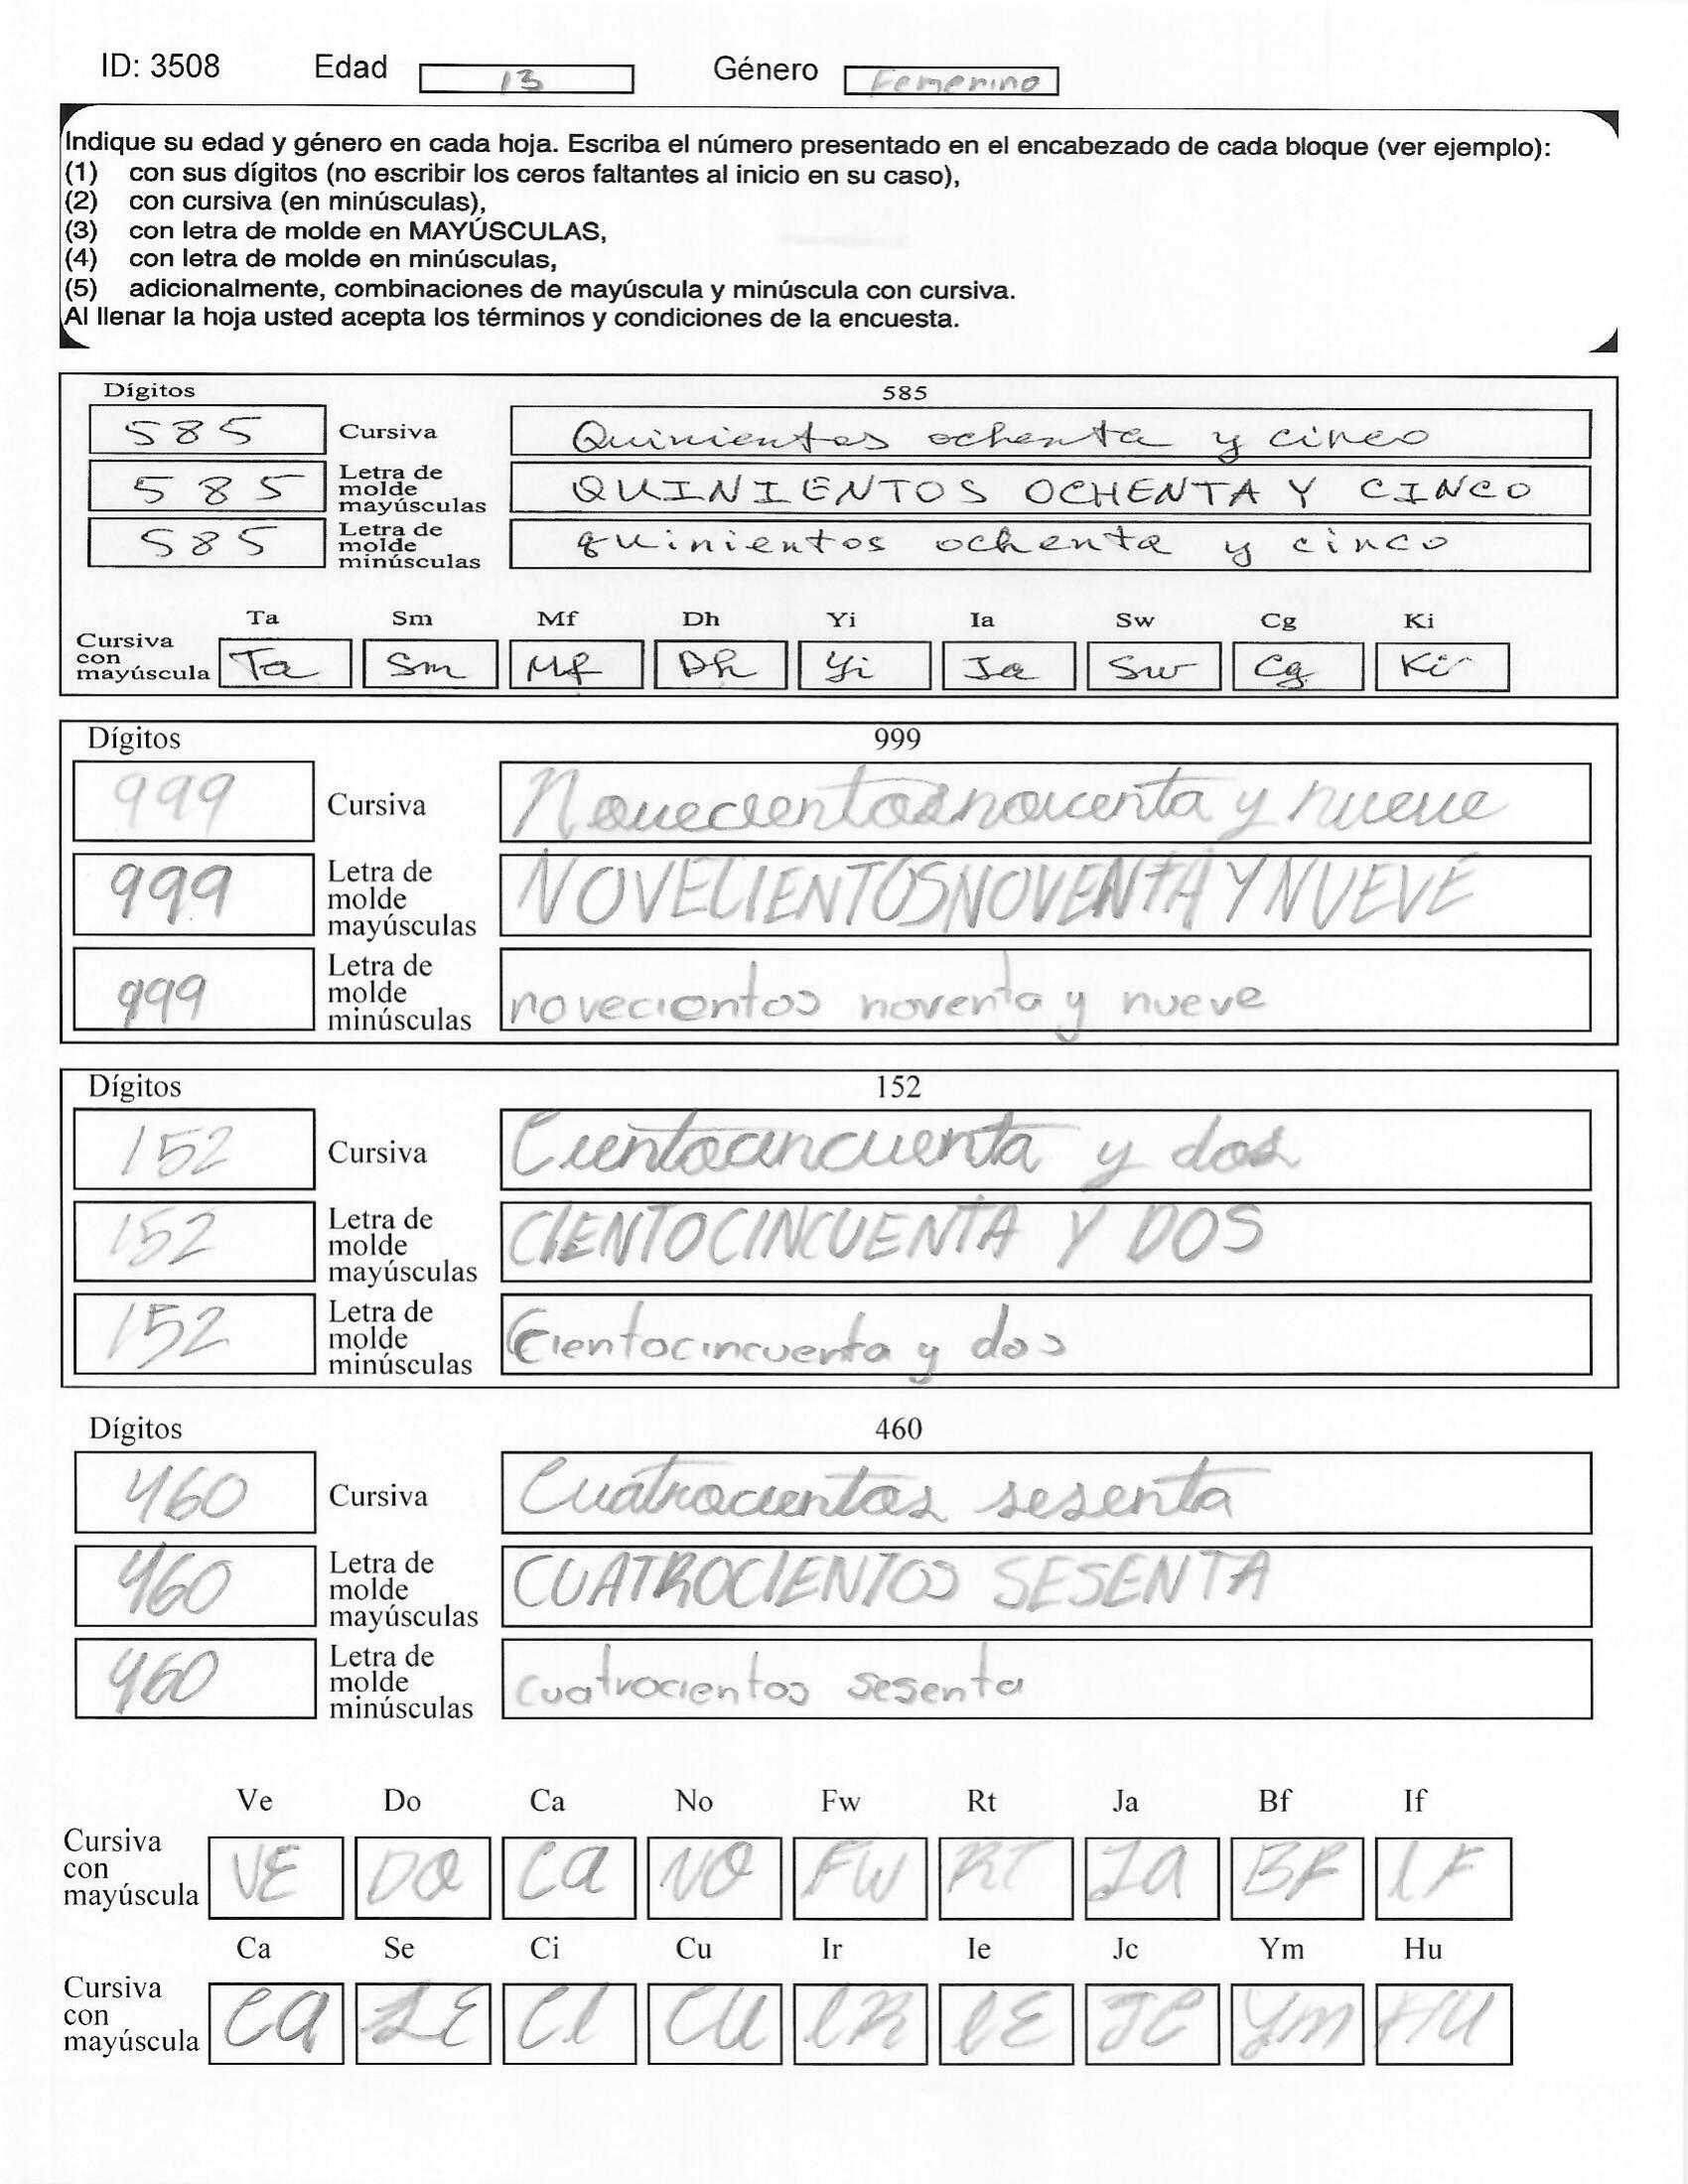 ID: 3508 Edad 13 Género Femenino
Indique su edad y género en cada hoja. Escriba el número presentado en el encabezado de cada bloque (ver ejemplo):
(1) con sus dígitos (no escribir los ceros faltantes al inicio en su caso),
(2) con cursiva (en minúsculas),
(3) con letra de molde en MAYÚSCULAS,
(4) con letra de molde en minúsculas,
(5) adicionalmente, combinaciones de mayúscula y minúscula con cursiva.
Al llenar la hoja usted acepta los términos y condiciones de la encuesta.
Dígitos 585
585 Cursiva Quinientos ochenta y cinco
585 Letra de molde mayúsculas QUINIENTOS OCHENTA Y CINCO
585 Letra de molde minúsculas quinientos ochenta y cinco
Ta Sm Mf Dh Yi Ia Sw Cg Ki
Cursiva con mayúscula Ta Sm Mf Dh Yi Ia Sw Cg Ki
Dígitos 999
999 Cursiva Novecientosnoventa y nueve
999 Letra de molde mayúsculas NOVECIENTOSNOVENTA Y NUEVE
999 Letra de molde minúsculas novecientos noventa y nueve
Dígitos 152
152 Cursiva Cientocincuenta y dos
152 Letra de molde mayúsculas CIENTOCINCUENTA Y DOS
152 Letra de molde minúsculas Cientocincuenta y dos
Dígitos 460
460 Cursiva Cuatrocientos sesenta
460 Letra de molde mayúsculas CUATROCIENTOS SESENTA
460 Letra de molde minúsculas cuatrocientos sesenta
Ve Do Ca No Fw Rt Ja Bf If
Cursiva con mayúscula VE DO Ca NO FW RT JA BF IF
Ca Se Ci Cu Ir Ie Jc Ym Hu
Cursiva con mayúscula CA SE CI CU IR IE JC Ym HU